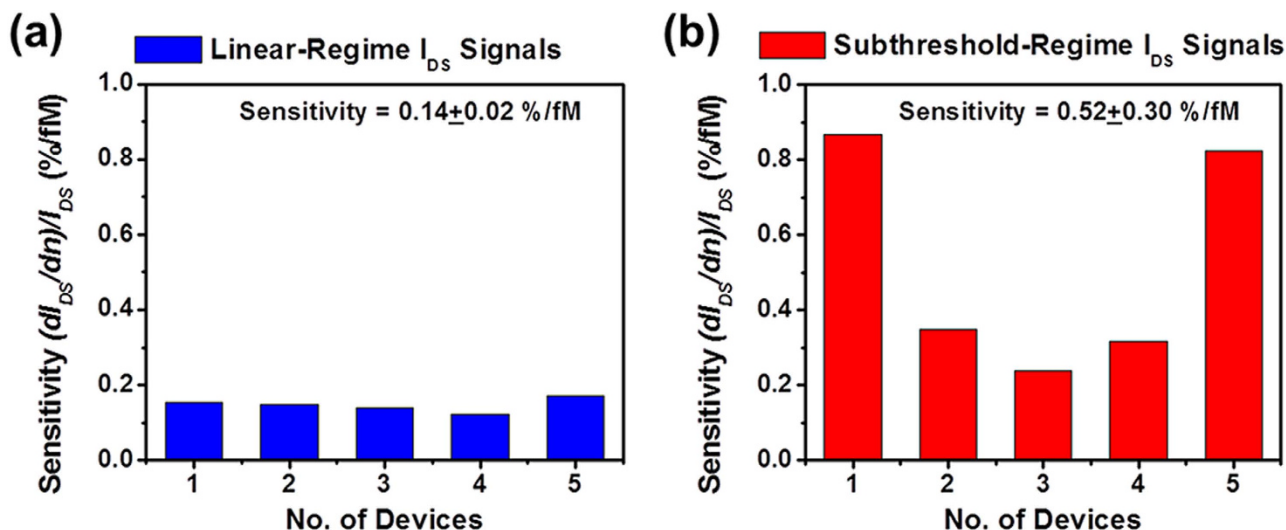 (a)
Linear-Regime I_DS Signals
Sensitivity = 0.14±0.02 %/fM
Sensitivity (dI_DS/dn)/I_DS (%/fM)
1.0
0.8
0.6
0.4
0.2
0.0
1 2 3 4 5
No. of Devices
(b)
Subthreshold-Regime I_DS Signals
Sensitivity = 0.52±0.30 %/fM
Sensitivity (dI_DS/dn)/I_DS (%/fM)
1.0
0.8
0.6
0.4
0.2
0.0
1 2 3 4 5
No. of Devices